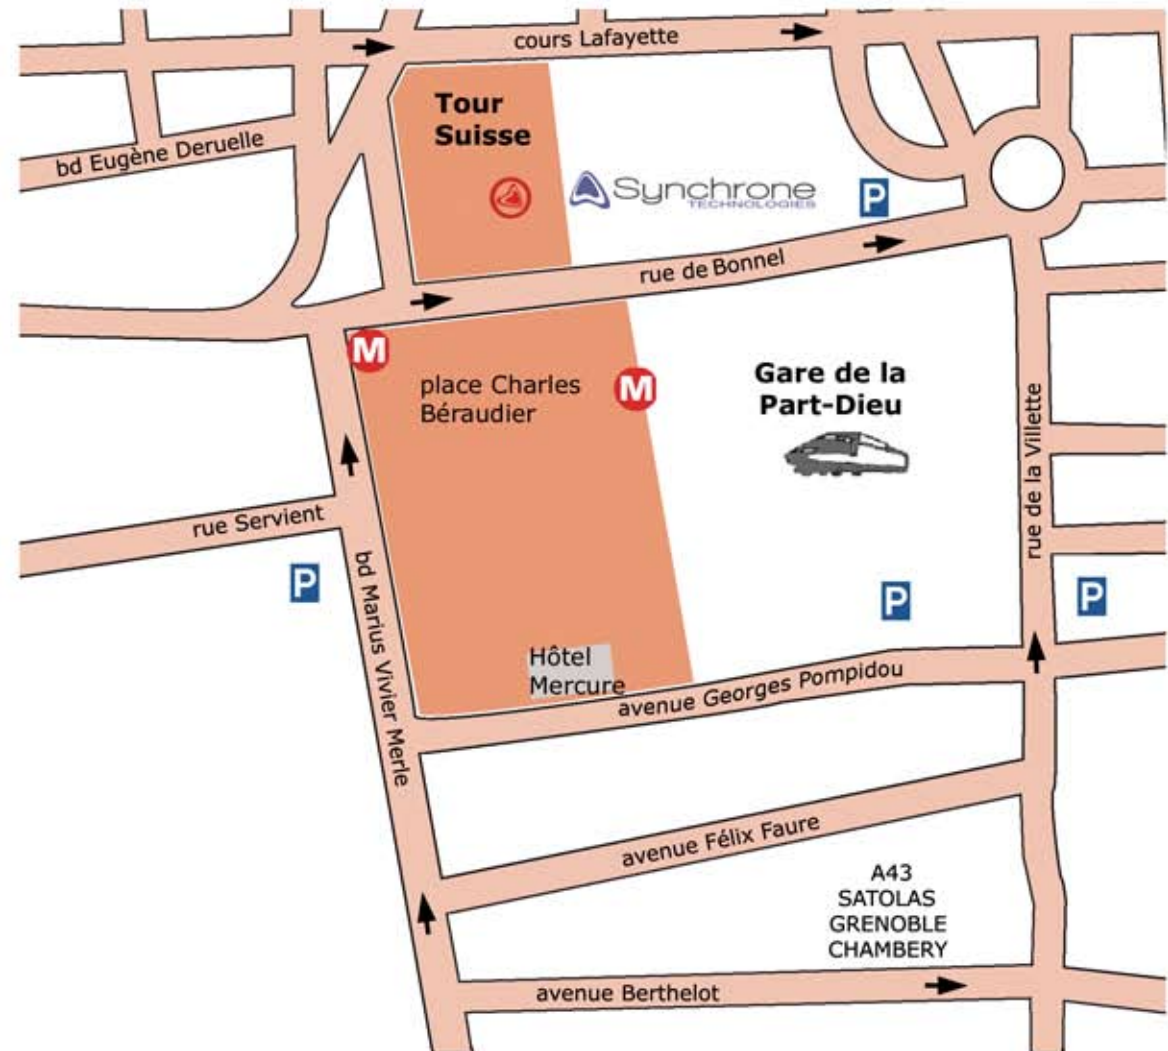 cours Lafayette
Tour
Suisse
bd Eugène Deruelle
Synchrone
TECHNOLOGIES
P
rue de Bonnel
M
place Charles
Béraudier
M
Gare de la
Part-Dieu
rue de la Villette
rue Servient
P
bd Marius Vivier Merle
P
P
Hôtel
Mercure
avenue Georges Pompidou
avenue Félix Faure
A43
SATOLAS
GRENOBLE
CHAMBERY
avenue Berthelot